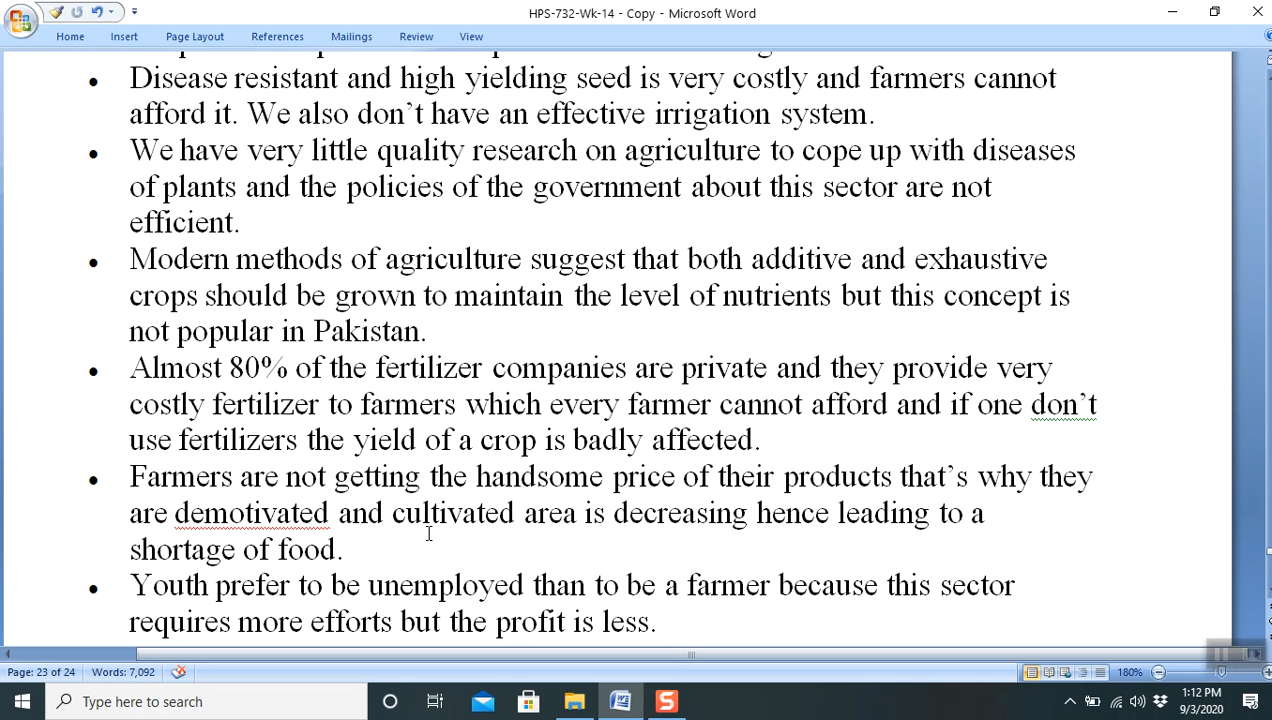 HPS-732-Wk-14 - Copy - Microsoft Word
Home Insert Page Layout References Mailings Review View
• Disease resistant and high yielding seed is very costly and farmers cannot
afford it. We also don’t have an effective irrigation system.
• We have very little quality research on agriculture to cope up with diseases
of plants and the policies of the government about this sector are not
efficient.
• Modern methods of agriculture suggest that both additive and exhaustive
crops should be grown to maintain the level of nutrients but this concept is
not popular in Pakistan.
• Almost 80% of the fertilizer companies are private and they provide very
costly fertilizer to farmers which every farmer cannot afford and if one don’t
use fertilizers the yield of a crop is badly affected.
• Farmers are not getting the handsome price of their products that’s why they
are demotivated and cultivated area is decreasing hence leading to a
shortage of food.
• Youth prefer to be unemployed than to be a farmer because this sector
requires more efforts but the profit is less.
Page: 23 of 24 Words: 7,092 180%
Type here to search
1:12 PM
9/3/2020